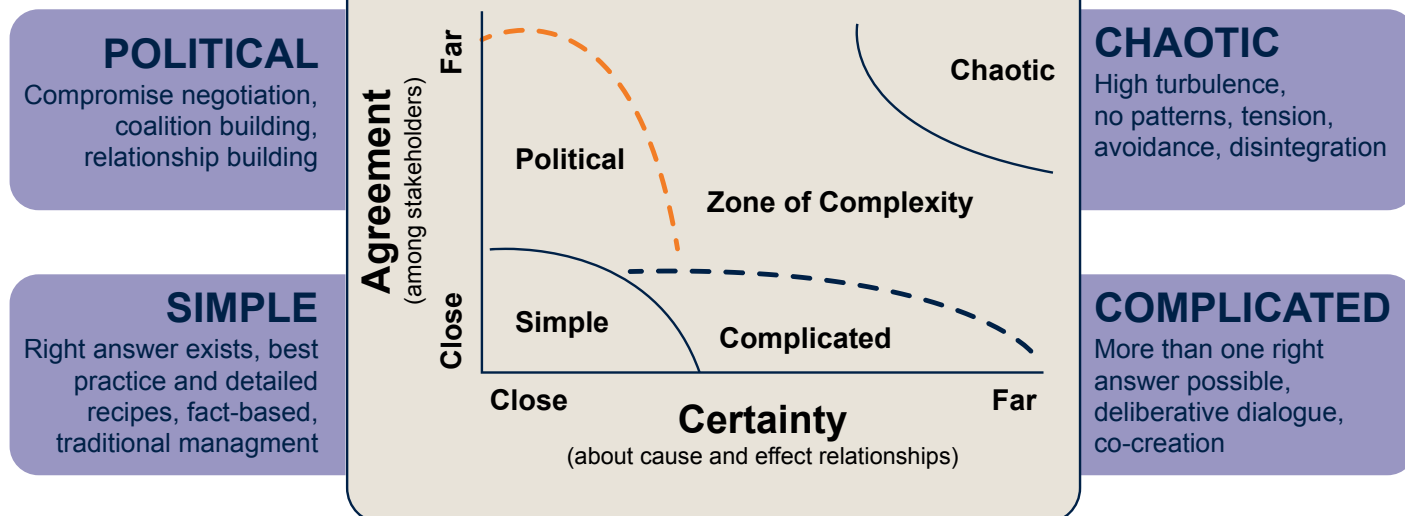 POLITICAL
Compromise negotiation,
coalition building,
relationship building
SIMPLE
Right answer exists, best
practice and detailed
recipes, fact-based,
traditional managment
Agreement
(among stakeholders)
Far
Close
Political
Simple
Zone of Complexity
Complicated
Chaotic
Close
Far
Certainty
(about cause and effect relationships)
CHAOTIC
High turbulence,
no patterns, tension,
avoidance, disintegration
COMPLICATED
More than one right
answer possible,
deliberative dialogue,
co-creation